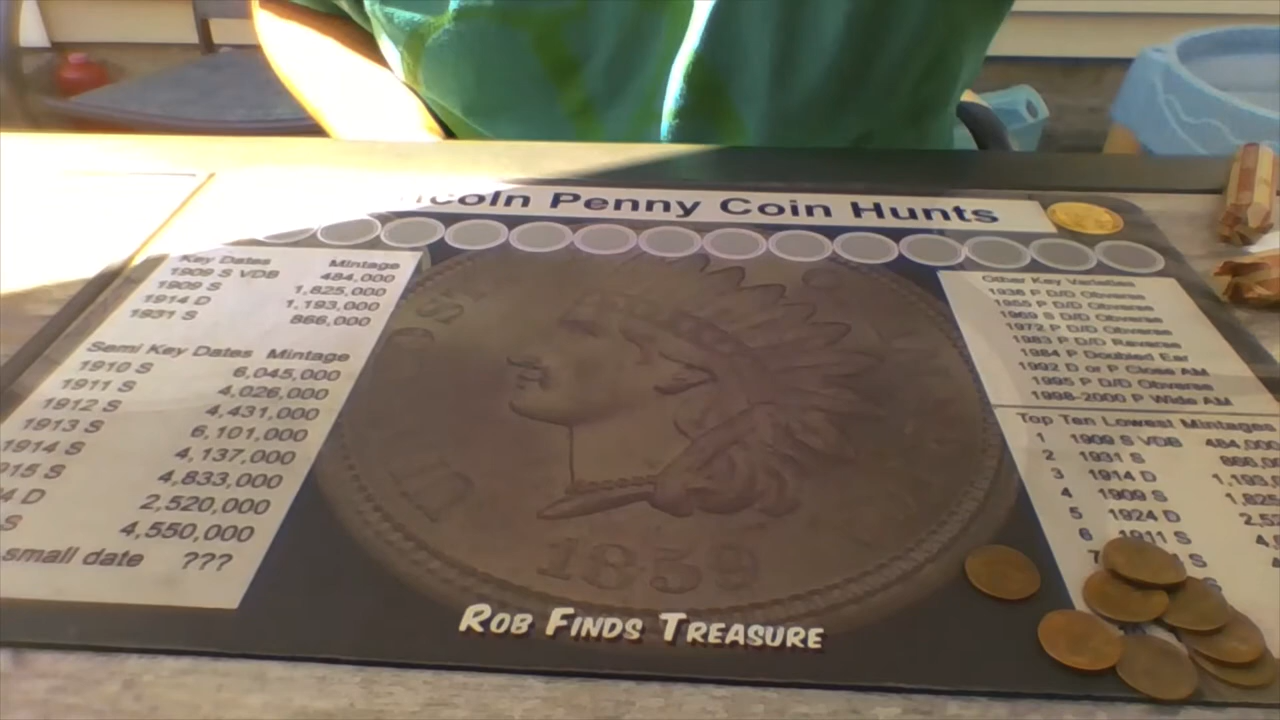 coln Penny Coin Hunts
Key Dates Mintage
1909 S VDB 484,000
1909 S 1,825,000
1914 D 1,193,000
1931 S 866,000
Semi Key Dates Mintage
1910 S 6,045,000
1911 S 4,026,000
1912 S 4,431,000
1913 S 6,101,000
1914 S 4,137,000
915 S 4,833,000
4 D 2,520,000
S 4,550,000
small date ???
Other Key Varieties
1936 P D/D Obverse
1955 P D/D Obverse
1969 S D/D Obverse
1972 P D/D Obverse
1983 P D/D Reverse
1984 P Doubled Ear
1992 D or P Close AM
1995 P D/D Obverse
1998-2000 P Wide AM
Top Ten Lowest Mintages
1 1909 S VDB 484,000
2 1931 S 866,0
3 1914 D 1,193,0
4 1909 S 1,825
5 1924 D 2,52
6 1911 S 4,
7 S 4
1859
ROB FINDS TREASURE